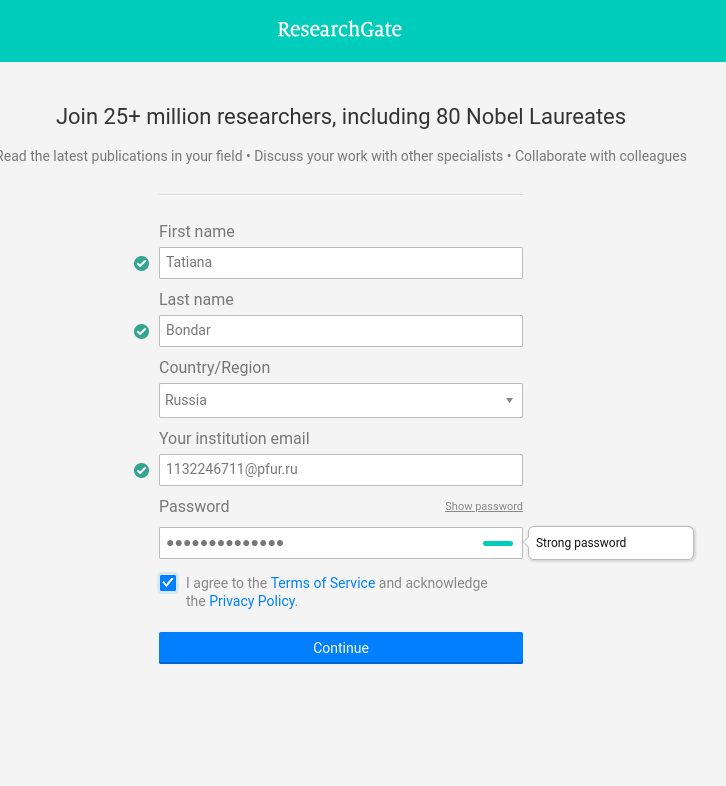 ResearchGate
Join 25+ million researchers, including 80 Nobel Laureates
Read the latest publications in your field • Discuss your work with other specialists • Collaborate with colleagues
First name
Tatiana
Last name
Bondar
Country/Region
Russia
Your institution email
1132246711@pfur.ru
Password
Show password
●●●●●●●●●●●●●●
Strong password
I agree to the Terms of Service and acknowledge
the Privacy Policy.
Continue